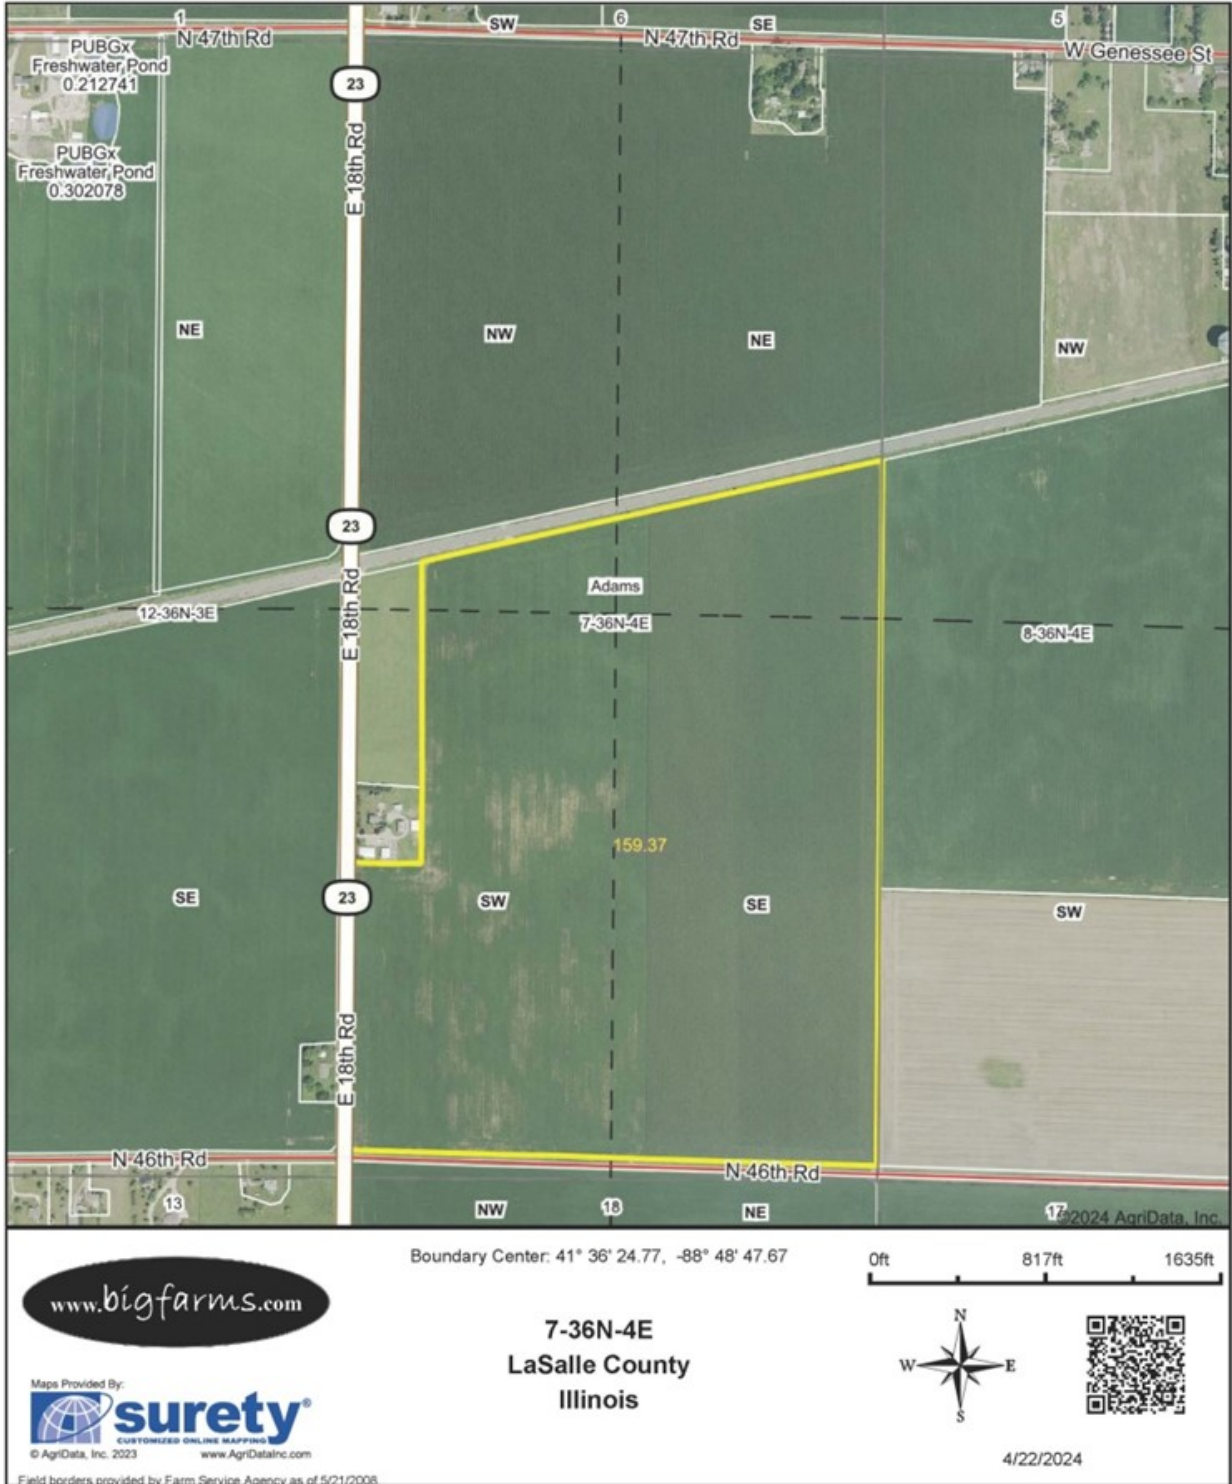 1
6
5
SW
SE
N 47th Rd
N 47th Rd
W Genessee St
PUBGx
Freshwater Pond
0.212741
23
PUBGx
Freshwater Pond
0.302078
E 18th Rd
NE
NW
NE
NW
23
E 18th Rd
Adams
12-36N-3E
7-36N-4E
8-36N-4E
159.37
SE
23
SW
SE
SW
E 18th Rd
N 46th Rd
N 46th Rd
13
NW
18
NE
17
©2024 AgriData, Inc.
Boundary Center: 41° 36' 24.77, -88° 48' 47.67
0ft 817ft 1635ft
www.bigfarms.com
7-36N-4E
LaSalle County
Illinois
N
W E
S
Maps Provided By:
surety®
CUSTOMIZED ONLINE MAPPING
© AgriData, Inc. 2023 www.AgriDataInc.com
4/22/2024
Field borders provided by Farm Service Agency as of 5/21/2008.